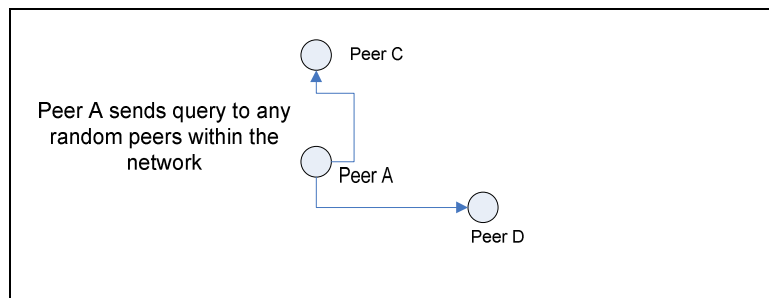 Peer C
Peer A sends query to any
random peers within the
network
Peer A
Peer D